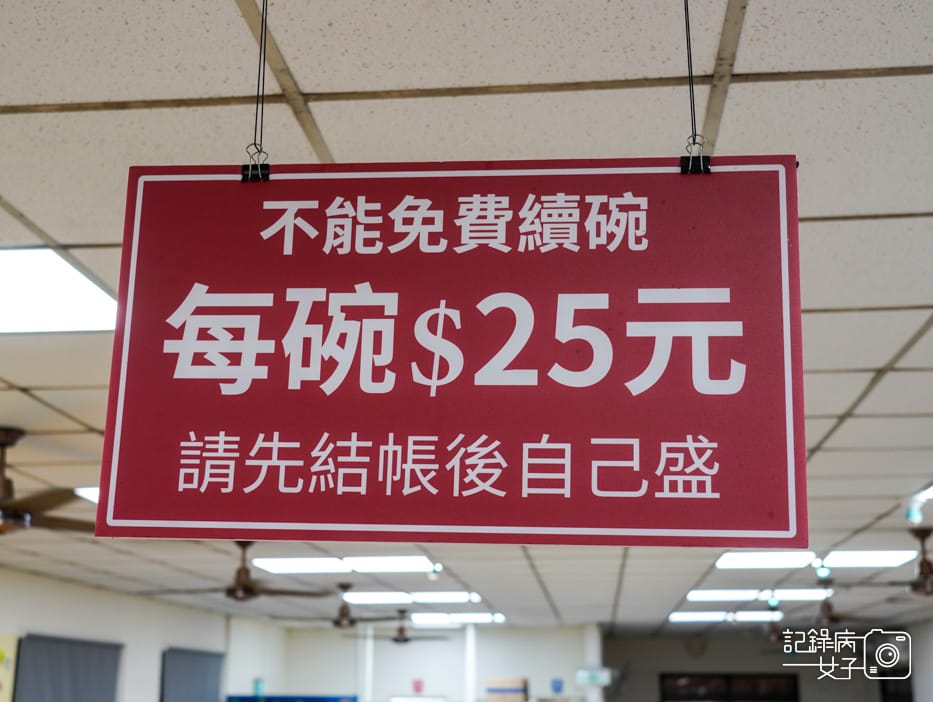 不能免費續碗
每碗$25元
請先結帳後自己盛
記錄病
女子